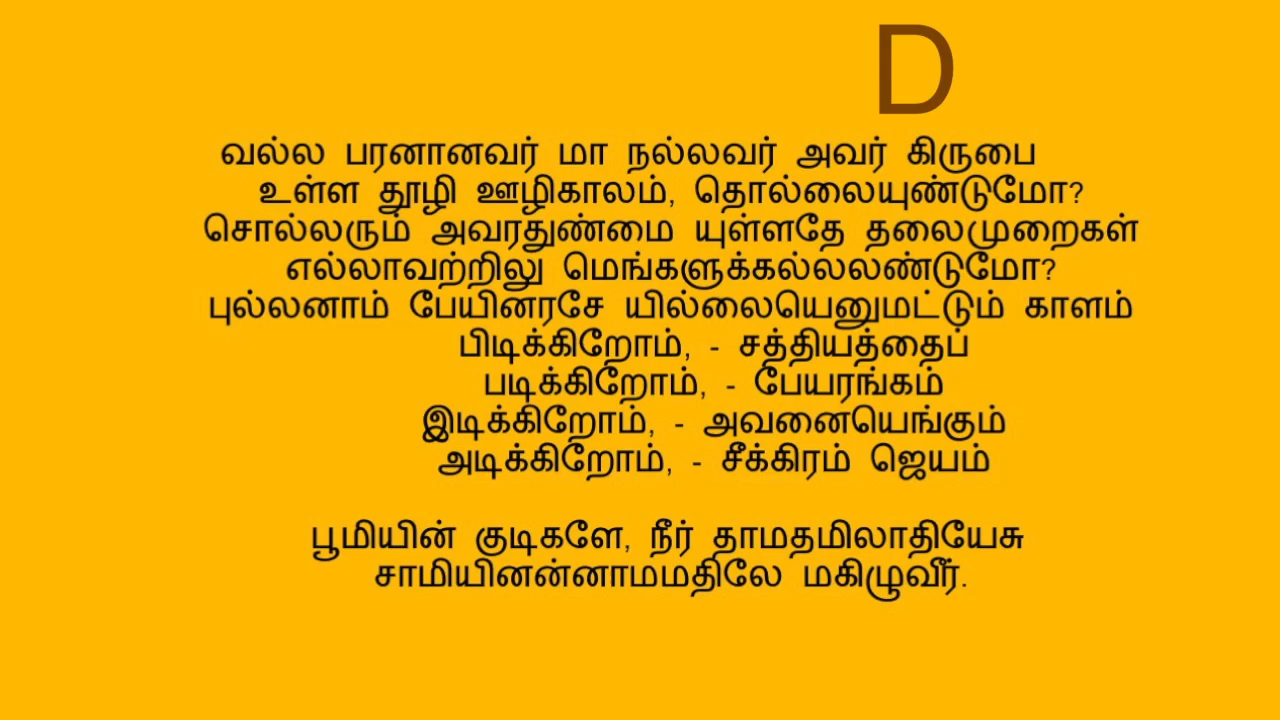 D
வல்ல பரனானவர் மா நல்லவர் அவர் கிருபை
உள்ள தூழி ஊழிகாலம், தொல்லையுண்டுமோ?
சொல்லரும் அவரதுண்மை யுள்ளதே தலைமுறைகள்
எல்லாவற்றிலு மெங்களுக்கல்லலண்டுமோ?
புல்லனாம் பேயினரசே யில்லையெனுமட்டும் காளம்
பிடிக்கிறோம், - சத்தியத்தைப்
படிக்கிறோம், - பேயரங்கம்
இடிக்கிறோம், - அவனையெங்கும்
அடிக்கிறோம், - சீக்கிரம் ஜெயம்
பூமியின் குடிகளே, நீர் தாமதமிலாதியேசு
சாமியினன்னாமமதிலே மகிழுவீர்.